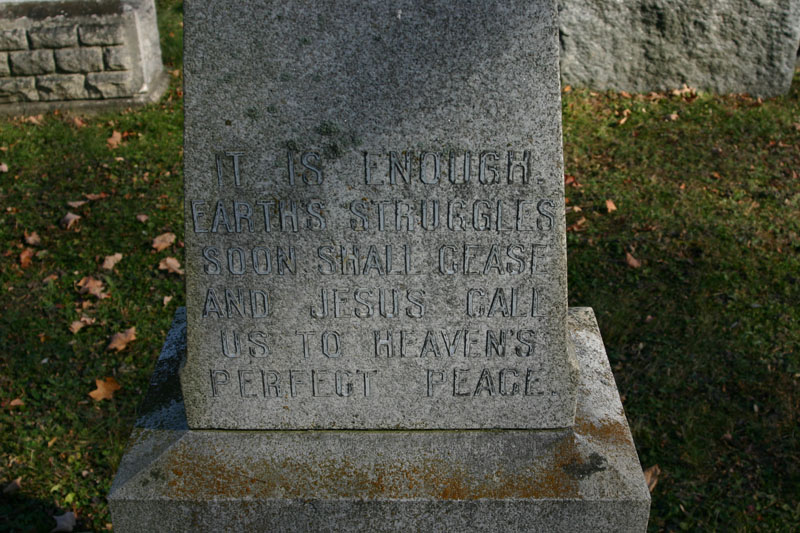 IT IS ENOUGH.
EARTH'S STRUGGLES
SOON SHALL CEASE
AND JESUS CALL
US TO HEAVEN'S
PERFECT PEACE.